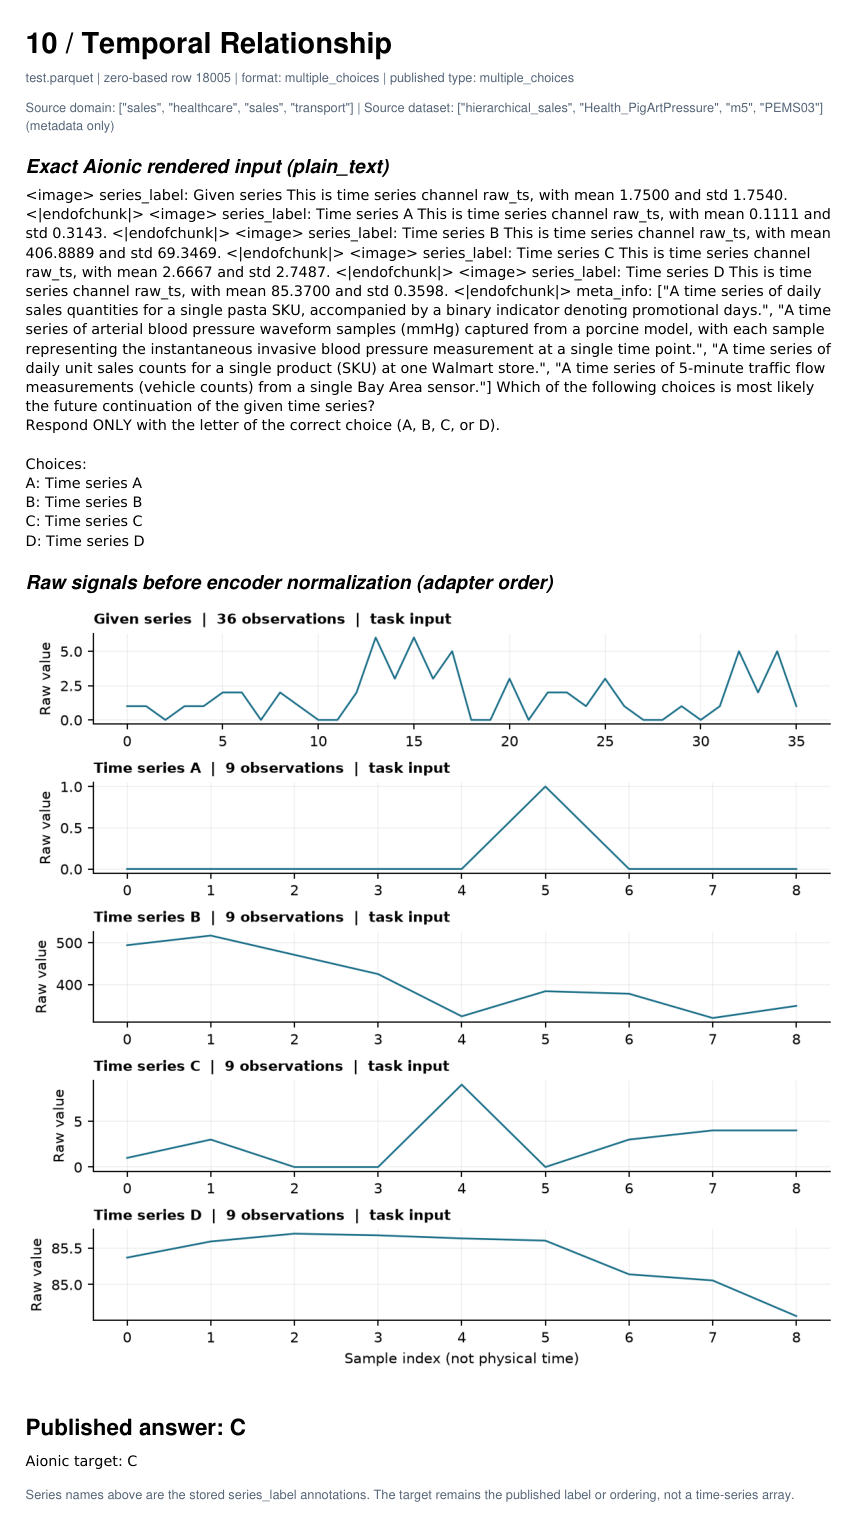 10 / Temporal Relationship
test.parquet | zero-based row 18005 | format: multiple_choices | published type: multiple_choices
Source domain: ["sales", "healthcare", "sales", "transport"] | Source dataset: ["hierarchical_sales", "Health_PigArtPressure", "m5", "PEMS03"]
(metadata only)
Exact Aionic rendered input (plain_text)
<image> series_label: Given series This is time series channel raw_ts, with mean 1.7500 and std 1.7540.
<|endofchunk|> <image> series_label: Time series A This is time series channel raw_ts, with mean 0.1111 and
std 0.3143. <|endofchunk|> <image> series_label: Time series B This is time series channel raw_ts, with mean
406.8889 and std 69.3469. <|endofchunk|> <image> series_label: Time series C This is time series channel
raw_ts, with mean 2.6667 and std 2.7487. <|endofchunk|> <image> series_label: Time series D This is time
series channel raw_ts, with mean 85.3700 and std 0.3598. <|endofchunk|> meta_info: ["A time series of daily
sales quantities for a single pasta SKU, accompanied by a binary indicator denoting promotional days.", "A time
series of arterial blood pressure waveform samples (mmHg) captured from a porcine model, with each sample
representing the instantaneous invasive blood pressure measurement at a single time point.", "A time series of
daily unit sales counts for a single product (SKU) at one Walmart store.", "A time series of 5-minute traffic flow
measurements (vehicle counts) from a single Bay Area sensor."] Which of the following choices is most likely
the future continuation of the given time series?
Respond ONLY with the letter of the correct choice (A, B, C, or D).
Choices:
A: Time series A
B: Time series B
C: Time series C
D: Time series D
Raw signals before encoder normalization (adapter order)
Given series | 36 observations | task input
Raw value
5.0
2.5
0.0
0 5 10 15 20 25 30 35
Time series A | 9 observations | task input
Raw value
1.0
0.5
0.0
0 1 2 3 4 5 6 7 8
Time series B | 9 observations | task input
Raw value
500
400
0 1 2 3 4 5 6 7 8
Time series C | 9 observations | task input
Raw value
5
0
0 1 2 3 4 5 6 7 8
Time series D | 9 observations | task input
Raw value
85.5
85.0
0 1 2 3 4 5 6 7 8
Sample index (not physical time)
Published answer: C
Aionic target: C
Series names above are the stored series_label annotations. The target remains the published label or ordering, not a time-series array.